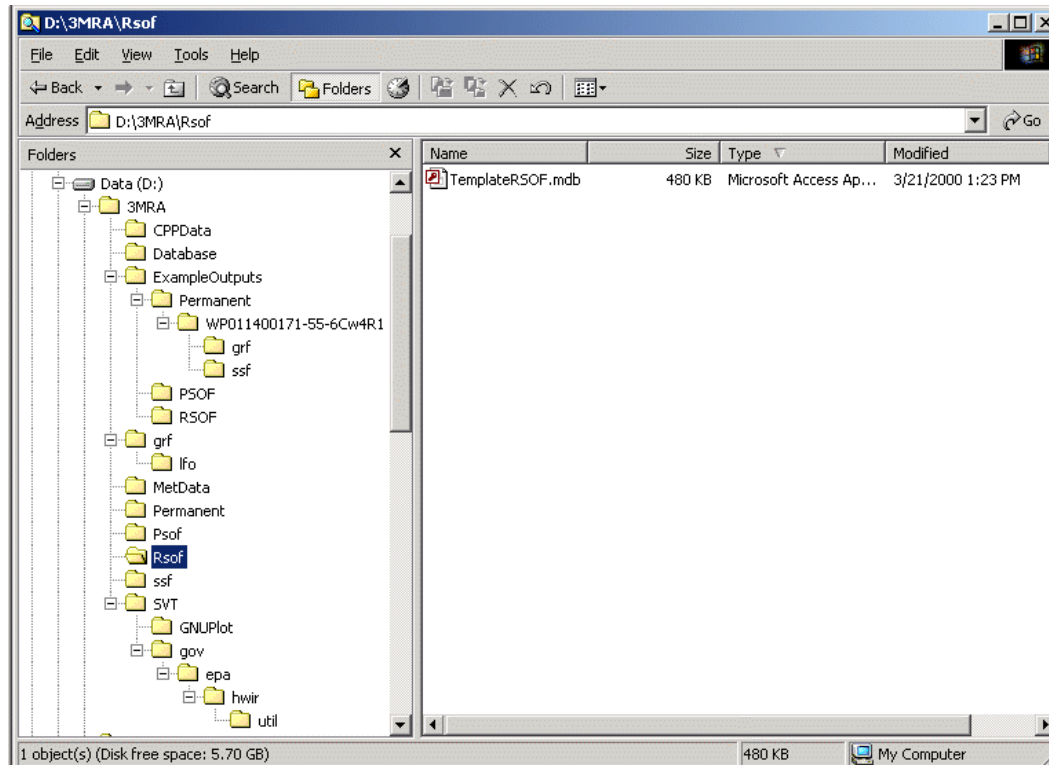 D:\3MRA\Rsof
File Edit View Tools Help
Back Search Folders
Address D:\3MRA\Rsof Go
Folders
Name Size Type Modified
TemplateRSOF.mdb 480 KB Microsoft Access Ap... 3/21/2000 1:23 PM
Data (D:)
3MRA
CPPData
Database
ExampleOutputs
Permanent
WP011400171-55-6Cw4R1
grf
ssf
PSOF
RSOF
grf
lfo
MetData
Permanent
Psof
Rsof
ssf
SVT
GNUPlot
gov
epa
hwir
util
1 object(s) (Disk free space: 5.70 GB) 480 KB My Computer